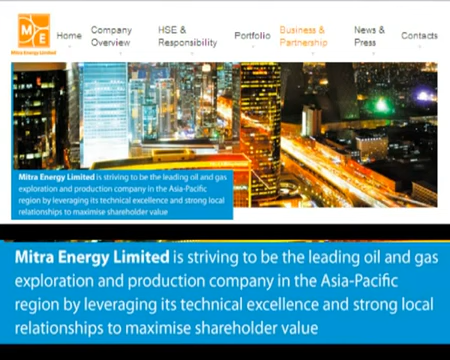 M E
Mitra Energy Limited
Home
Company Overview
HSE & Responsibility
Portfolio
Business & Partnership
News & Press
Contacts
Mitra Energy Limited is striving to be the leading oil and gas
exploration and production company in the Asia-Pacific
region by leveraging its technical excellence and strong local
relationships to maximise shareholder value
Mitra Energy Limited is striving to be the leading oil and gas
exploration and production company in the Asia-Pacific
region by leveraging its technical excellence and strong local
relationships to maximise shareholder value